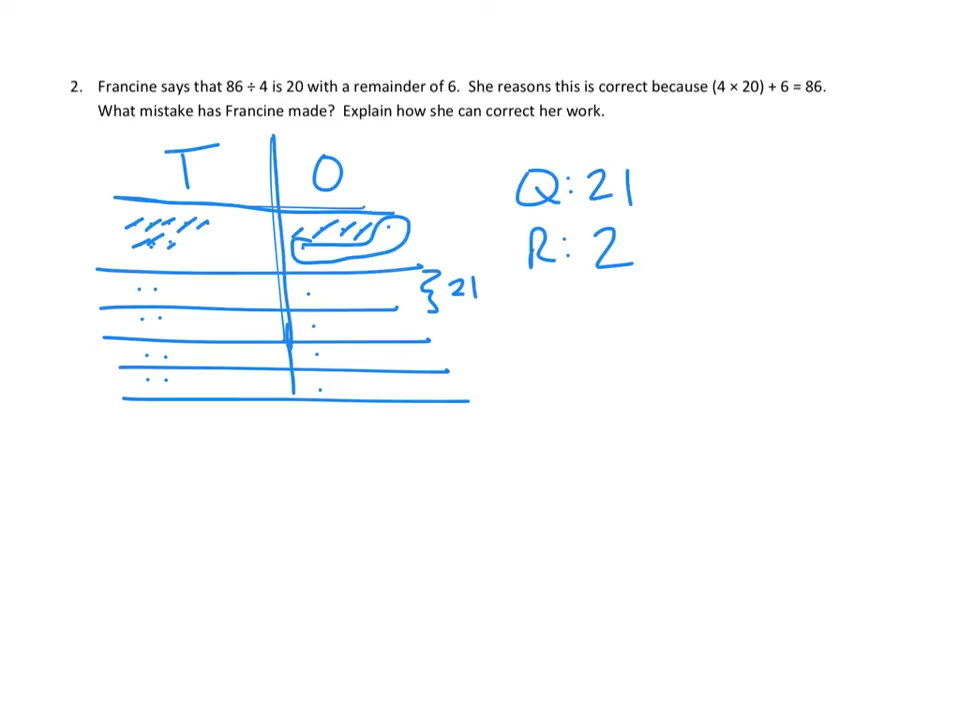 2. Francine says that 86 ÷ 4 is 20 with a remainder of 6. She reasons this is correct because (4 × 20) + 6 = 86.
What mistake has Francine made? Explain how she can correct her work.
T O
Q: 21
R: 2
} 21